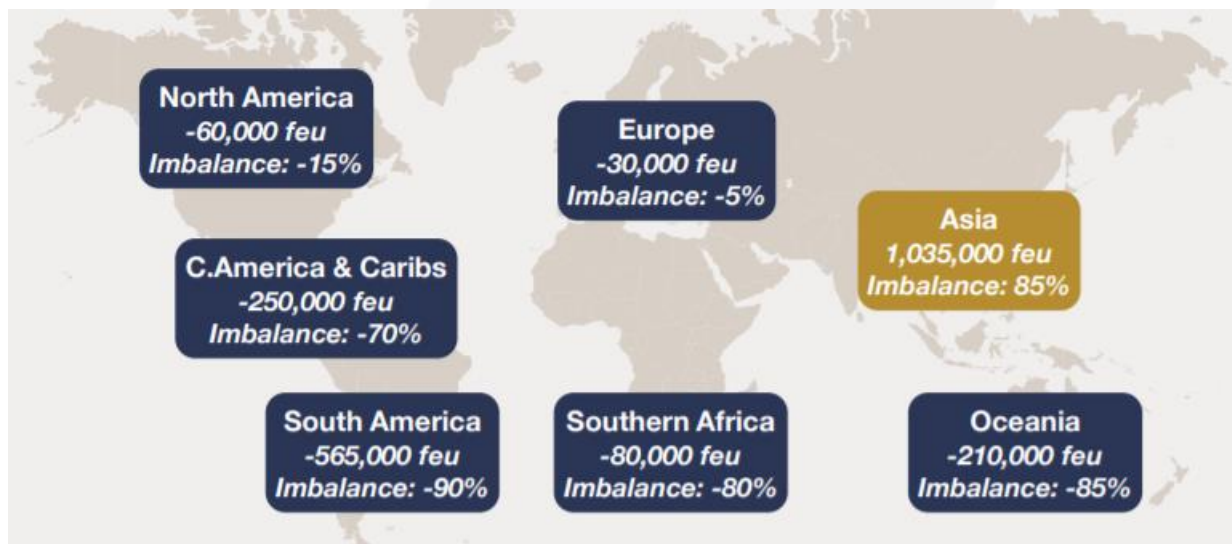 North America
-60,000 feu
Imbalance: -15%
Europe
-30,000 feu
Imbalance: -5%
Asia
1,035,000 feu
Imbalance: 85%
C.America & Caribs
-250,000 feu
Imbalance: -70%
South America
-565,000 feu
Imbalance: -90%
Southern Africa
-80,000 feu
Imbalance: -80%
Oceania
-210,000 feu
Imbalance: -85%